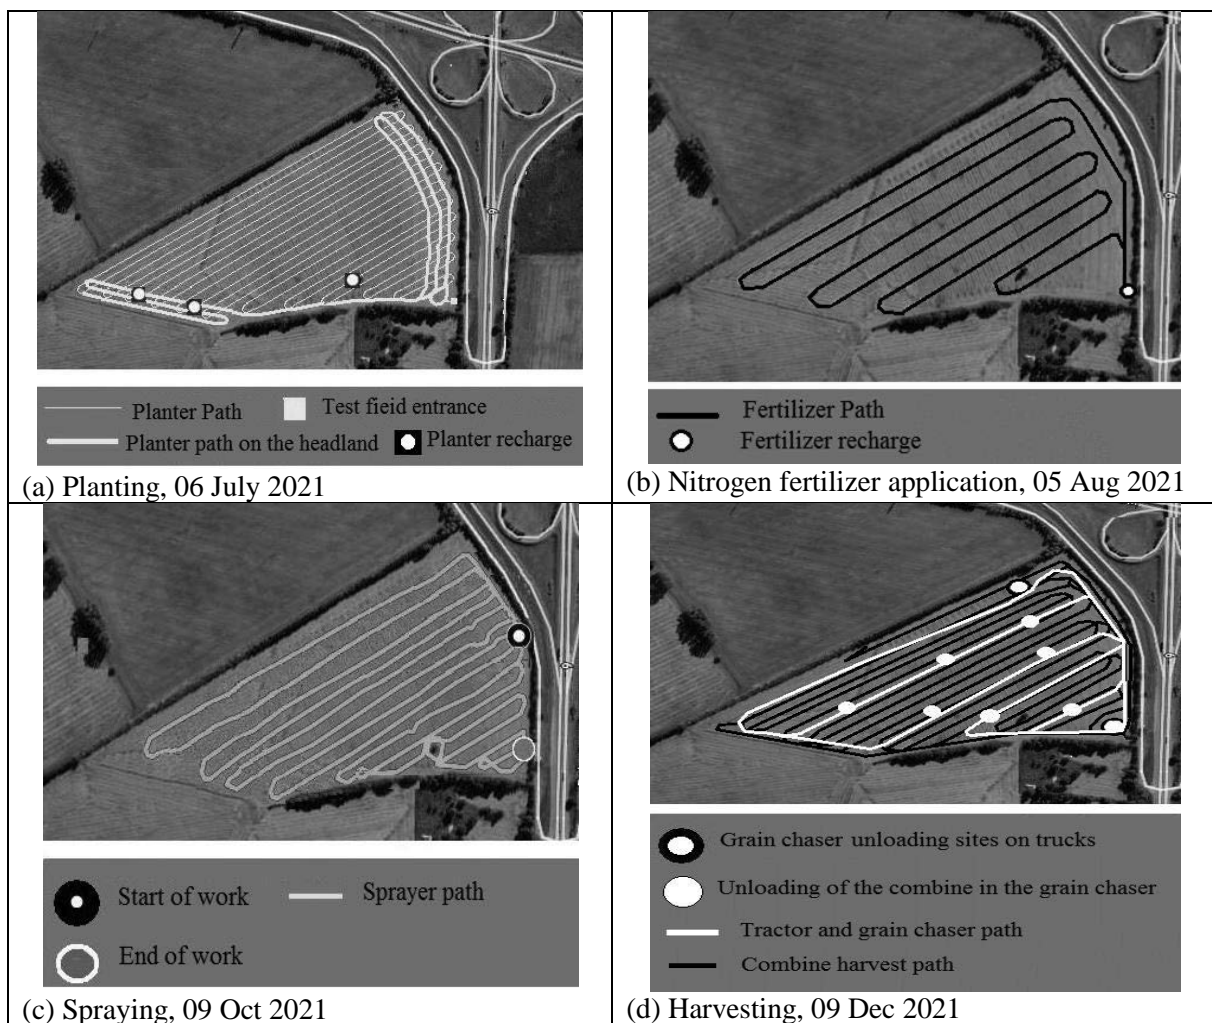 Planter Path
Test fieid entrance
Planter path on the headland
Planter recharge
(a) Planting, 06 July 2021
Fertilizer Path
Fertilizer recharge
(b) Nitrogen fertilizer application, 05 Aug 2021
Start of work
Sprayer path
End of work
(c) Spraying, 09 Oct 2021
Grain chaser unloading sites on trucks
Unloading of the combine in the grain chaser
Tractor and grain chaser path
Combine harvest path
(d) Harvesting, 09 Dec 2021